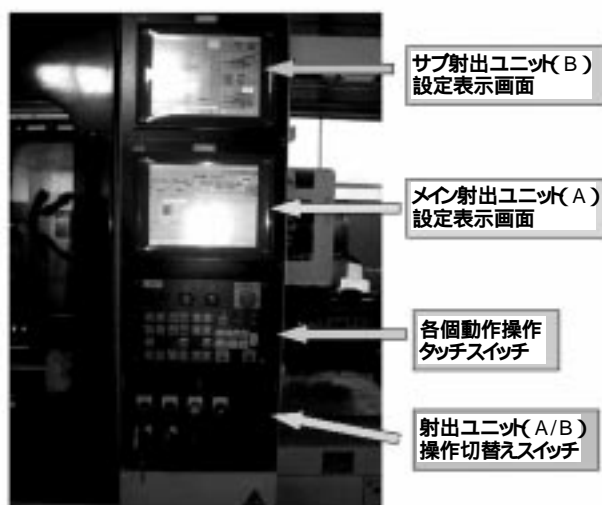 サブ射出ユニット(B)
設定表示画面
メイン射出ユニット(A)
設定表示画面
各個動作操作
タッチスイッチ
射出ユニット(A/B)
操作切替えスイッチ